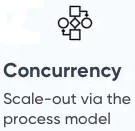 Concurrency
Scale-out via the
process model